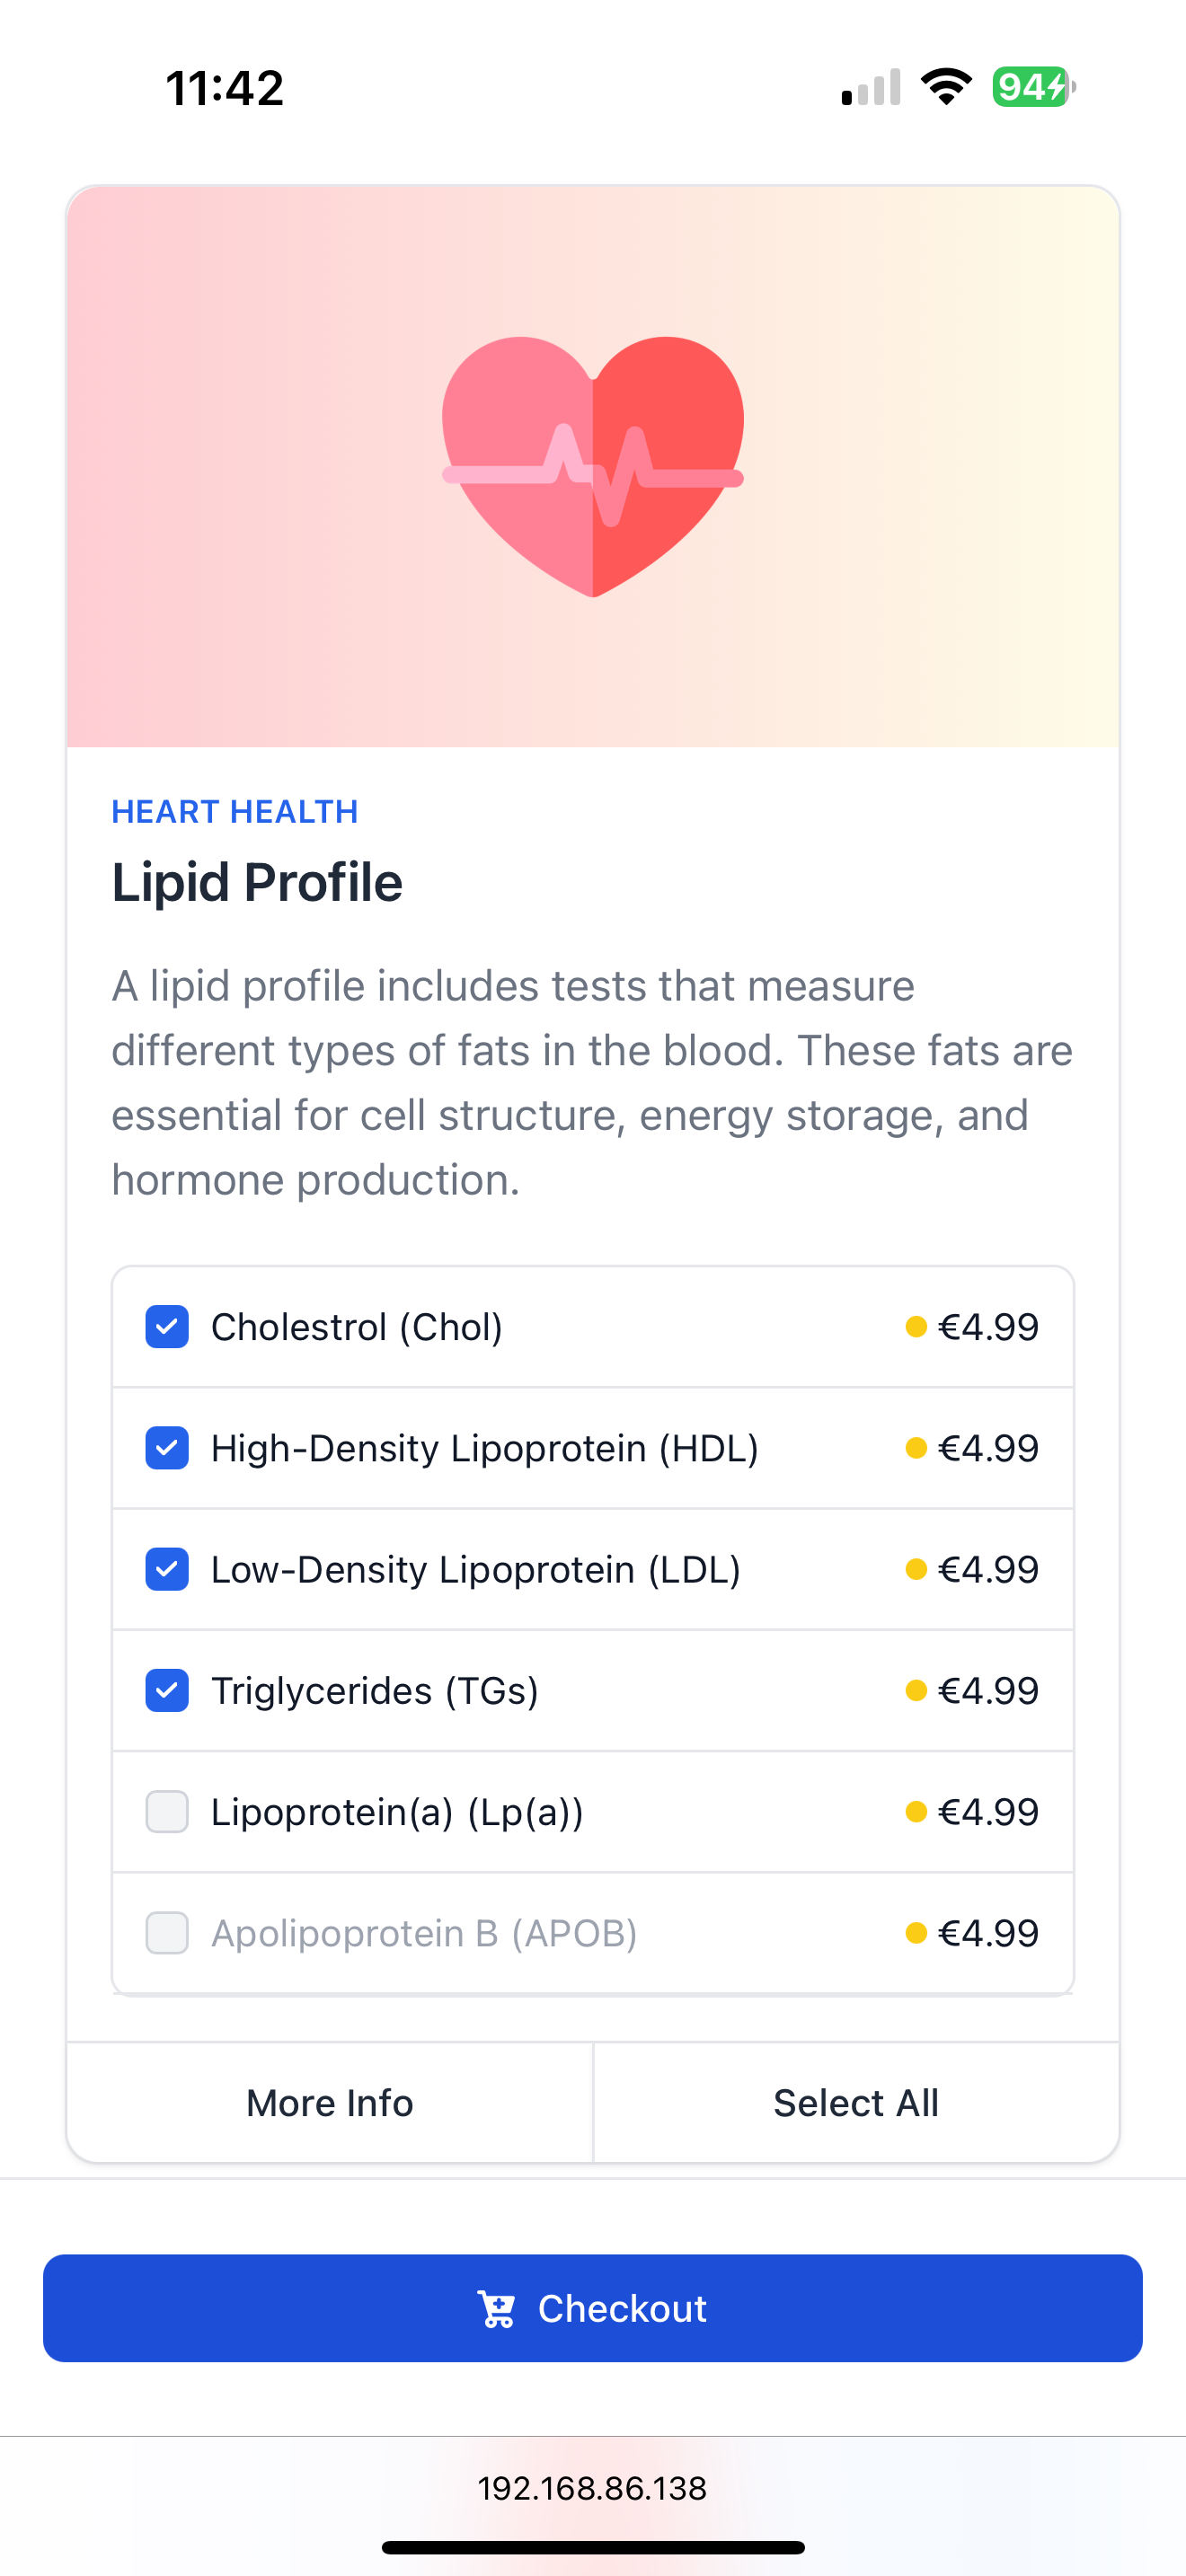 11:42
94
HEART HEALTH
Lipid Profile
A lipid profile includes tests that measure
different types of fats in the blood. These fats are
essential for cell structure, energy storage, and
hormone production.
Cholestrol (Chol) €4.99
High-Density Lipoprotein (HDL) €4.99
Low-Density Lipoprotein (LDL) €4.99
Triglycerides (TGs) €4.99
Lipoprotein(a) (Lp(a)) €4.99
Apolipoprotein B (APOB) €4.99
More Info
Select All
Checkout
192.168.86.138